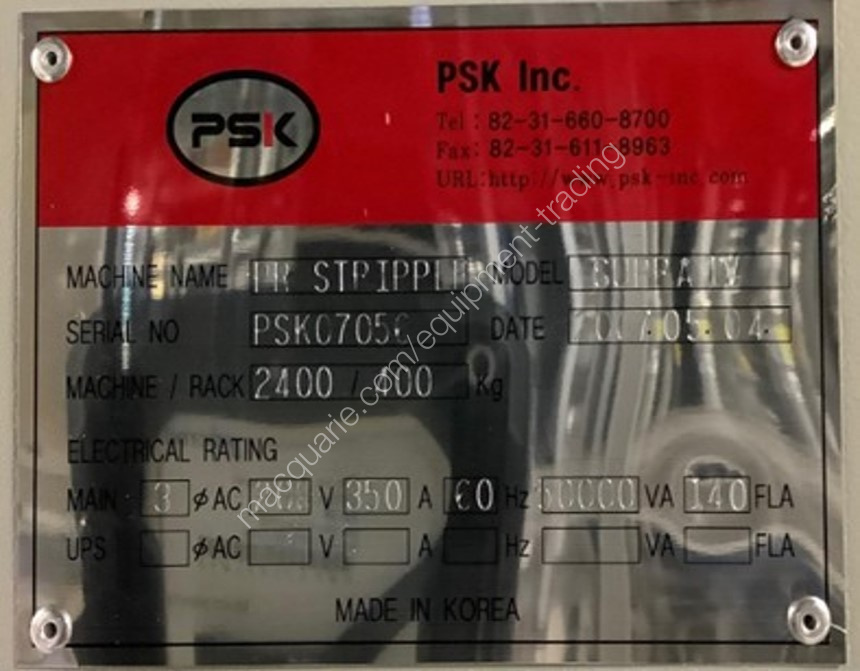 PSK
PSK Inc.
Tel : 82-31-660-8700
Fax: 82-31-611-8963
URL:http://www.psk-inc.com
MACHINE NAME PR STRIPPER MODEL
SERIAL NO DATE
MACHINE / RACK 2400 / 400 Kg
ELECTRICAL RATING
MAIN 3 φAC V 350 A 60 Hz VA 140 FLA
UPS φAC V A Hz VA FLA
MADE IN KOREA
macquarie.com/equipment-trading